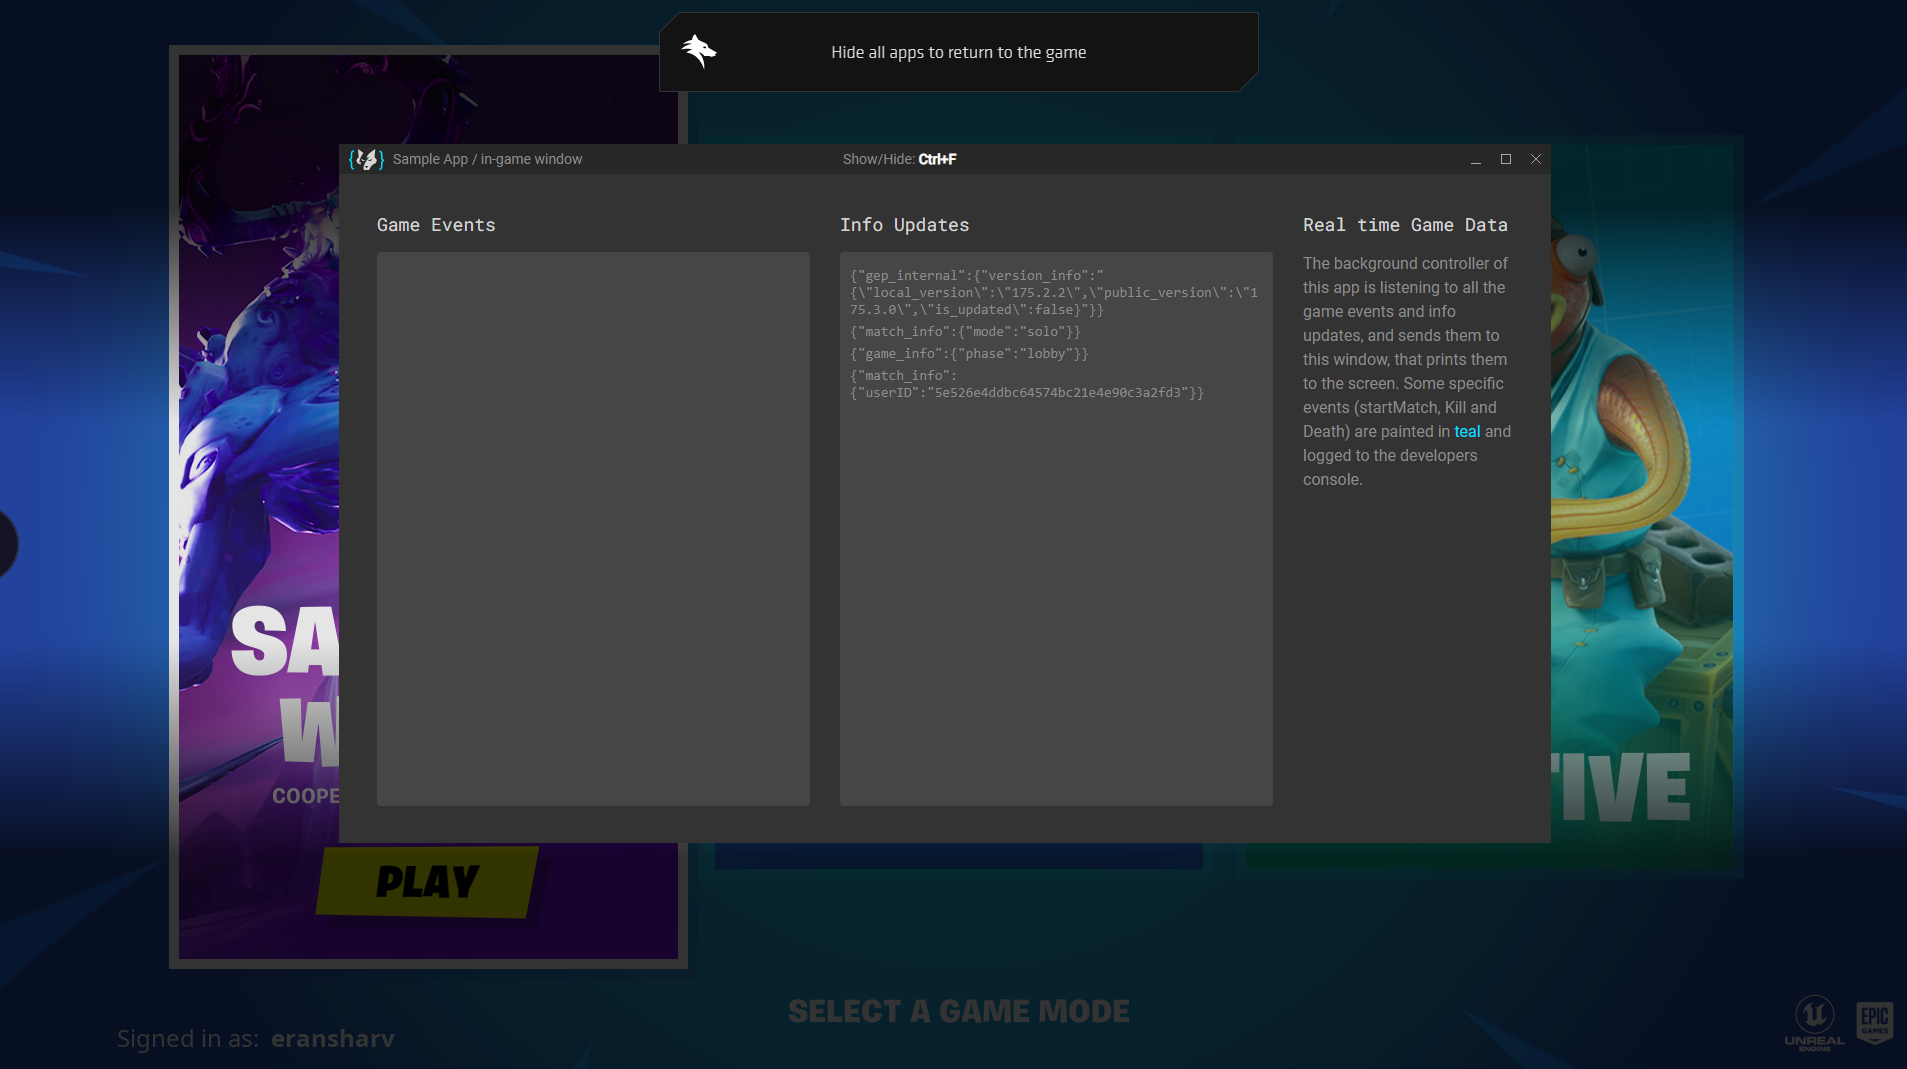 Hide all apps to return to the game
Sample App / in-game window
Show/Hide: Ctrl+F
Game Events
Info Updates
{"gep_internal":{"version_info":"
{\"local_version\":\"175.2.2\",\"public_version\":\"1
75.3.0\",\"is_updated\":false}"}}
{"match_info":{"mode":"solo"}}
{"game_info":{"phase":"lobby"}}
{"match_info":
{"userID":"5e526e4ddbc64574bc21e4e90c3a2fd3"}}
Real time Game Data
The background controller of
this app is listening to all the
game events and info
updates, and sends them to
this window, that prints them
to the screen. Some specific
events (startMatch, Kill and
Death) are painted in teal and
logged to the developers
console.
SA
W
COOPE
TIVE
PLAY
SELECT A GAME MODE
Signed in as: eransharv
UNREAL
ENGINE
EPIC
GAMES